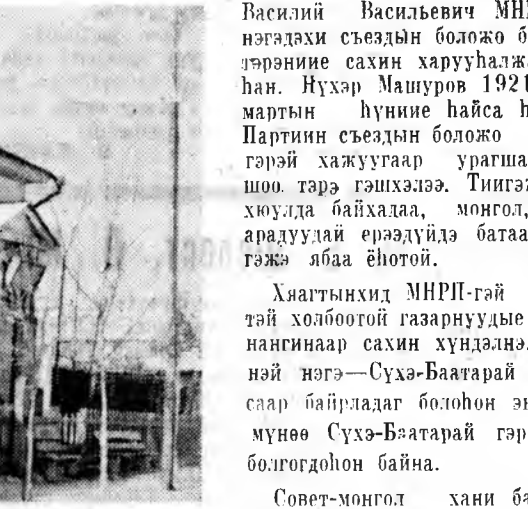 Василий Васильевич МНР
нэгэдэхи съездын боложо б
тэрэниие сахин харууһалжа
һан. Нүхэр Машуров 1921
мартын һүниие һайса һ
Партиин съездын боложо
гэрэй хажуугаар урагша
шоо тэрэ гэшхэлээ. Тиигэ
хюулда байхадаа, монгол,
арадуудай ерээдүйдэ батаа
гэжэ ябаа ёһотой.
Хяагтынхид МНРП-гэй
тэй холбоотой газарнуудые
нангинаар сахин хүндэлнэ.
нэй нэгэ—Сүхэ-Баатарай
саар байрладаг болоһон эн
мүнөө Сүхэ-Баатарай гэр
болгогдоһон байна.
Совет-монгол хани ба